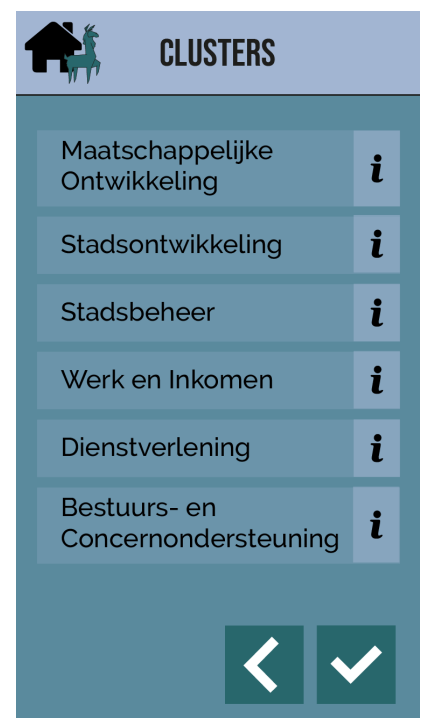 CLUSTERS
Maatschappelijke
Ontwikkeling
i
Stadsontwikkeling
i
Stadsbeheer
i
Werk en Inkomen
i
Dienstverlening
i
Bestuurs- en
Concernondersteuning
i